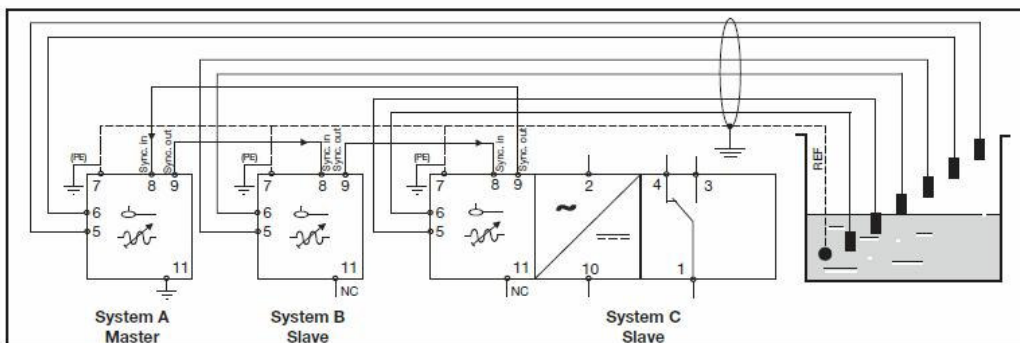 (PE)
Sync. in
Sync. out
(PE)
Sync. in
Sync. out
(PE)
Sync. in
Sync. out
REF
7 8 9
7 8 9
7 8 9
2
4 3
6
5
11
6
5
11
6
5
11
~
10
1
NC
NC
System A
Master
System B
Slave
System C
Slave